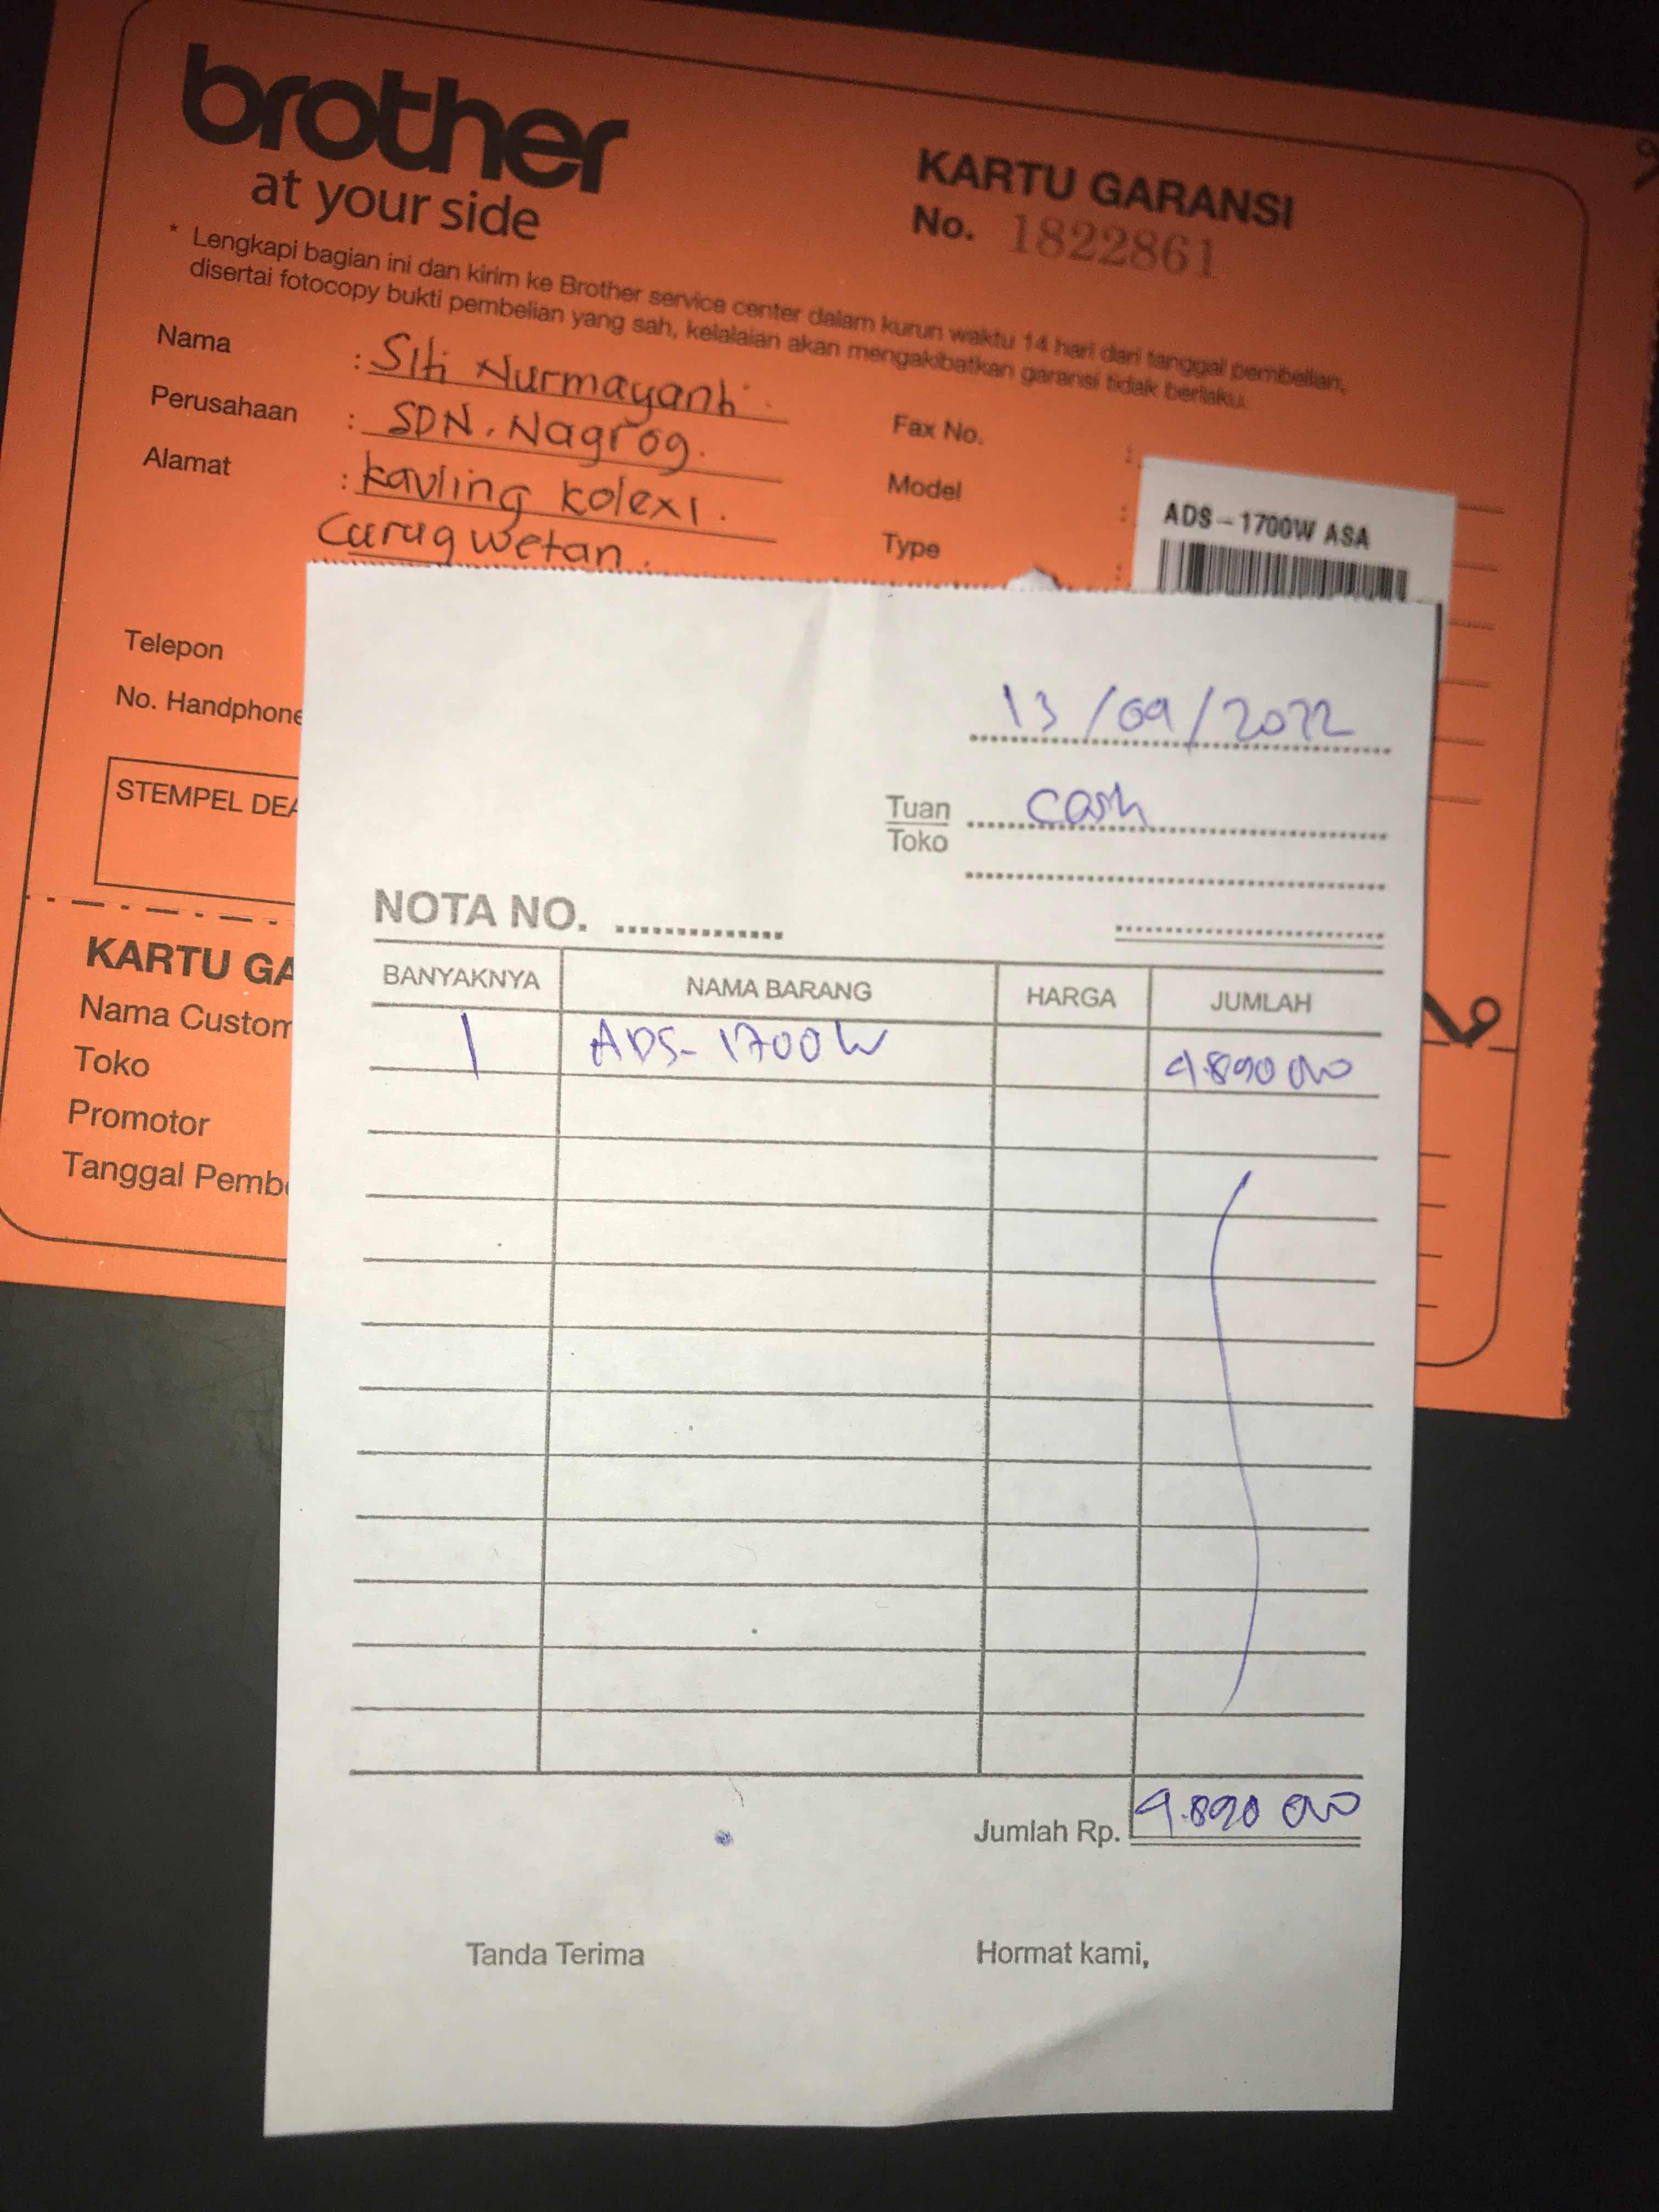 brother
at your side
KARTU GARANSI
No. 1822861
* Lengkapi bagian ini dan kirim ke Brother service center dalam kurun waktu 14 hari dari tanggal pembelian,
disertai fotocopy bukti pembelian yang sah, kelalaian akan mengakibatkan garansi tidak berlaku.
Nama : Siti Nurmayanti.
Perusahaan : SDN. Nagrog.
Alamat : Kavling Kolexi.
Curug wetan.
Fax No. :
Model :
Type :
ADS-1700W ASA
Telepon
No. Handphone
STEMPEL DEA
KARTU GA
Nama Custom
Toko
Promotor
Tanggal Pembe
13/09/2022
Tuan
Toko
Cash
NOTA NO.
BANYAKNYA NAMA BARANG HARGA JUMLAH
1 ADS-1700W 9.890 000
Jumlah Rp. 9.890 000
Tanda Terima Hormat kami,